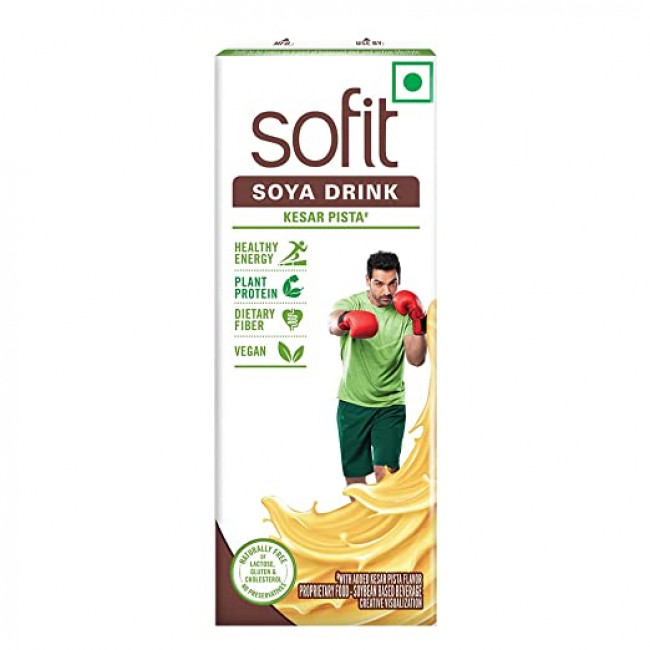 sofit
SOYA DRINK
KESAR PISTA#
HEALTHY
ENERGY
PLANT
PROTEIN
DIETARY
FIBER
VEGAN
NATURALLY FREE
OF
LACTOSE,
GLUTEN &
CHOLESTEROL
NO PRESERVATIVES
#WITH ADDED KESAR PISTA FLAVOR
PROPRIETARY FOOD - SOYBEAN BASED BEVERAGE
CREATIVE VISUALIZATION